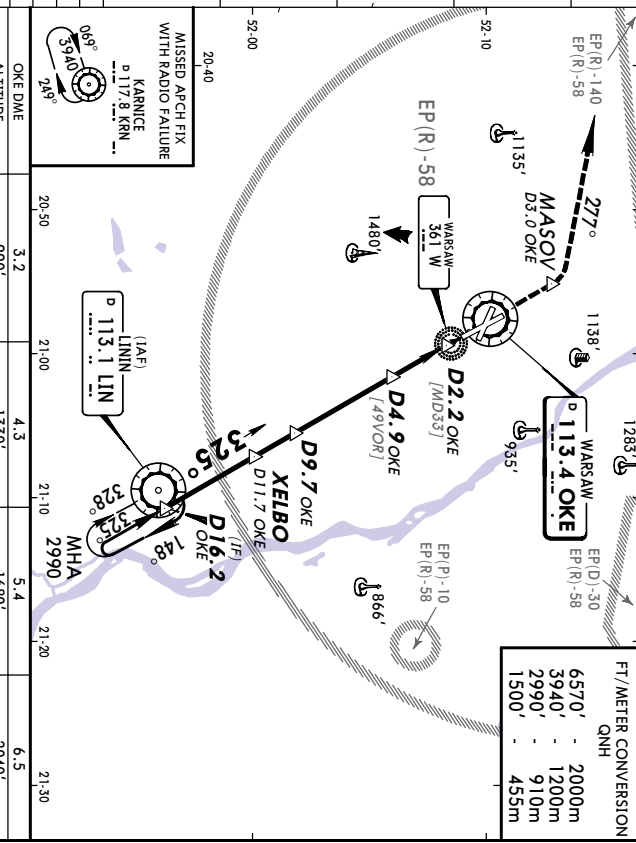 FT/METER CONVERSION
QNH
6570' - 2000m
3940' - 1200m
2990' - 910m
1500' - 455m
1283'
EP(D)-30
EP(R)-58
WARSAW
D 113.4 OKE
1138'
935'
EP(R)-140
EP(R)-58
277°
MASOV
D3.0 OKE
1135'
EP(R)-58
WARSAW
361 W
1480'
D2.2 OKE
[MD33]
D4.9 OKE
[49VOR]
D9.7 OKE
XELBO
D11.7 OKE
325°
(IF)
D16.2
OKE
(IAF)
LININ
D 113.1 LIN
328°
325°
148°
MHA
2990
EP(P)-10
EP(R)-58
866'
52-10
52-00
20-40
20-50
21-00
21-10
21-20
21-30
MISSED APCH FIX
WITH RADIO FAILURE
KARNICE
D 117.8 KRN
069°
3940
249°
OKE DME
3.2
4.3
5.4
6.5